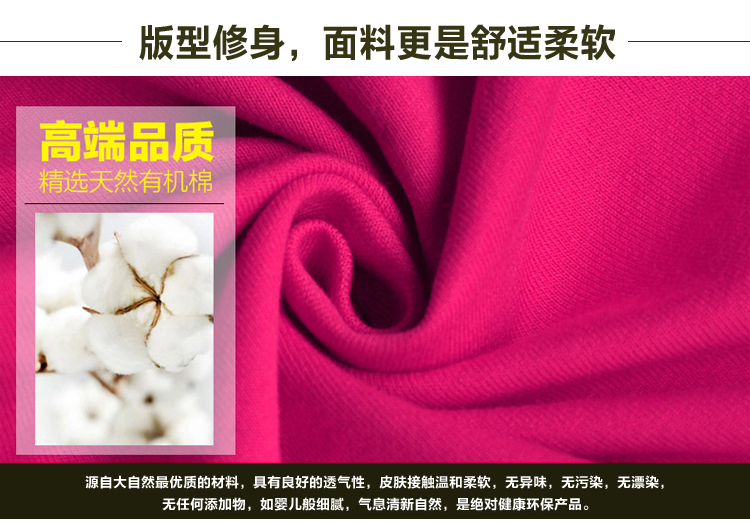 版型修身，面料更是舒适柔软
高端品质
精选天然有机棉
源自大自然最优质的材料，具有良好的透气性，皮肤接触温和柔软，无异味，无污染，无漂染，
无任何添加物，如婴儿般细腻，气息清新自然，是绝对健康环保产品。